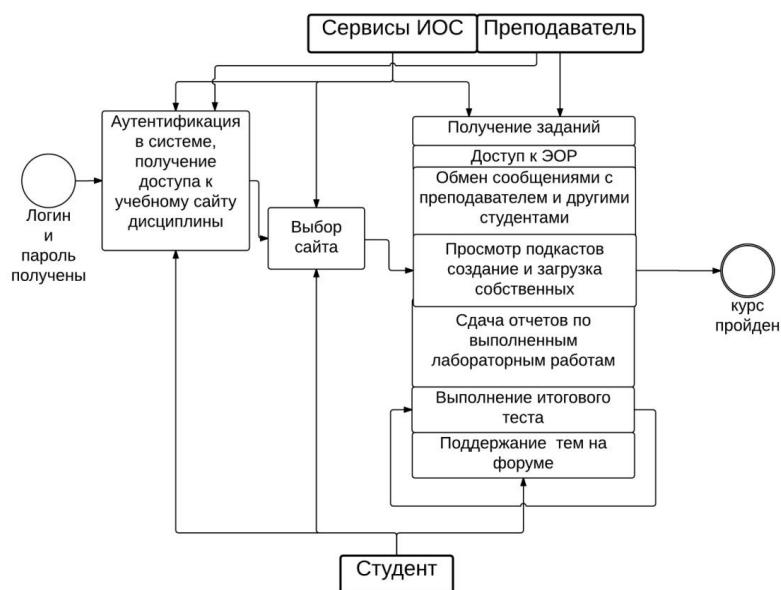 Сервисы ИОС
Преподаватель
Аутентификация
в системе,
получение
доступа к
учебному сайту
дисциплины
Логин
и
пароль
получены
Выбор
сайта
Получение заданий
Доступ к ЭОР
Обмен сообщениями с
преподавателем и другими
студентами
Просмотр подкастов
создание и загрузка
собственных
Сдача отчетов по
выполненным
лабораторным работам
Выполнение итогового
теста
Поддержание тем на
форуме
курс
пройден
Студент